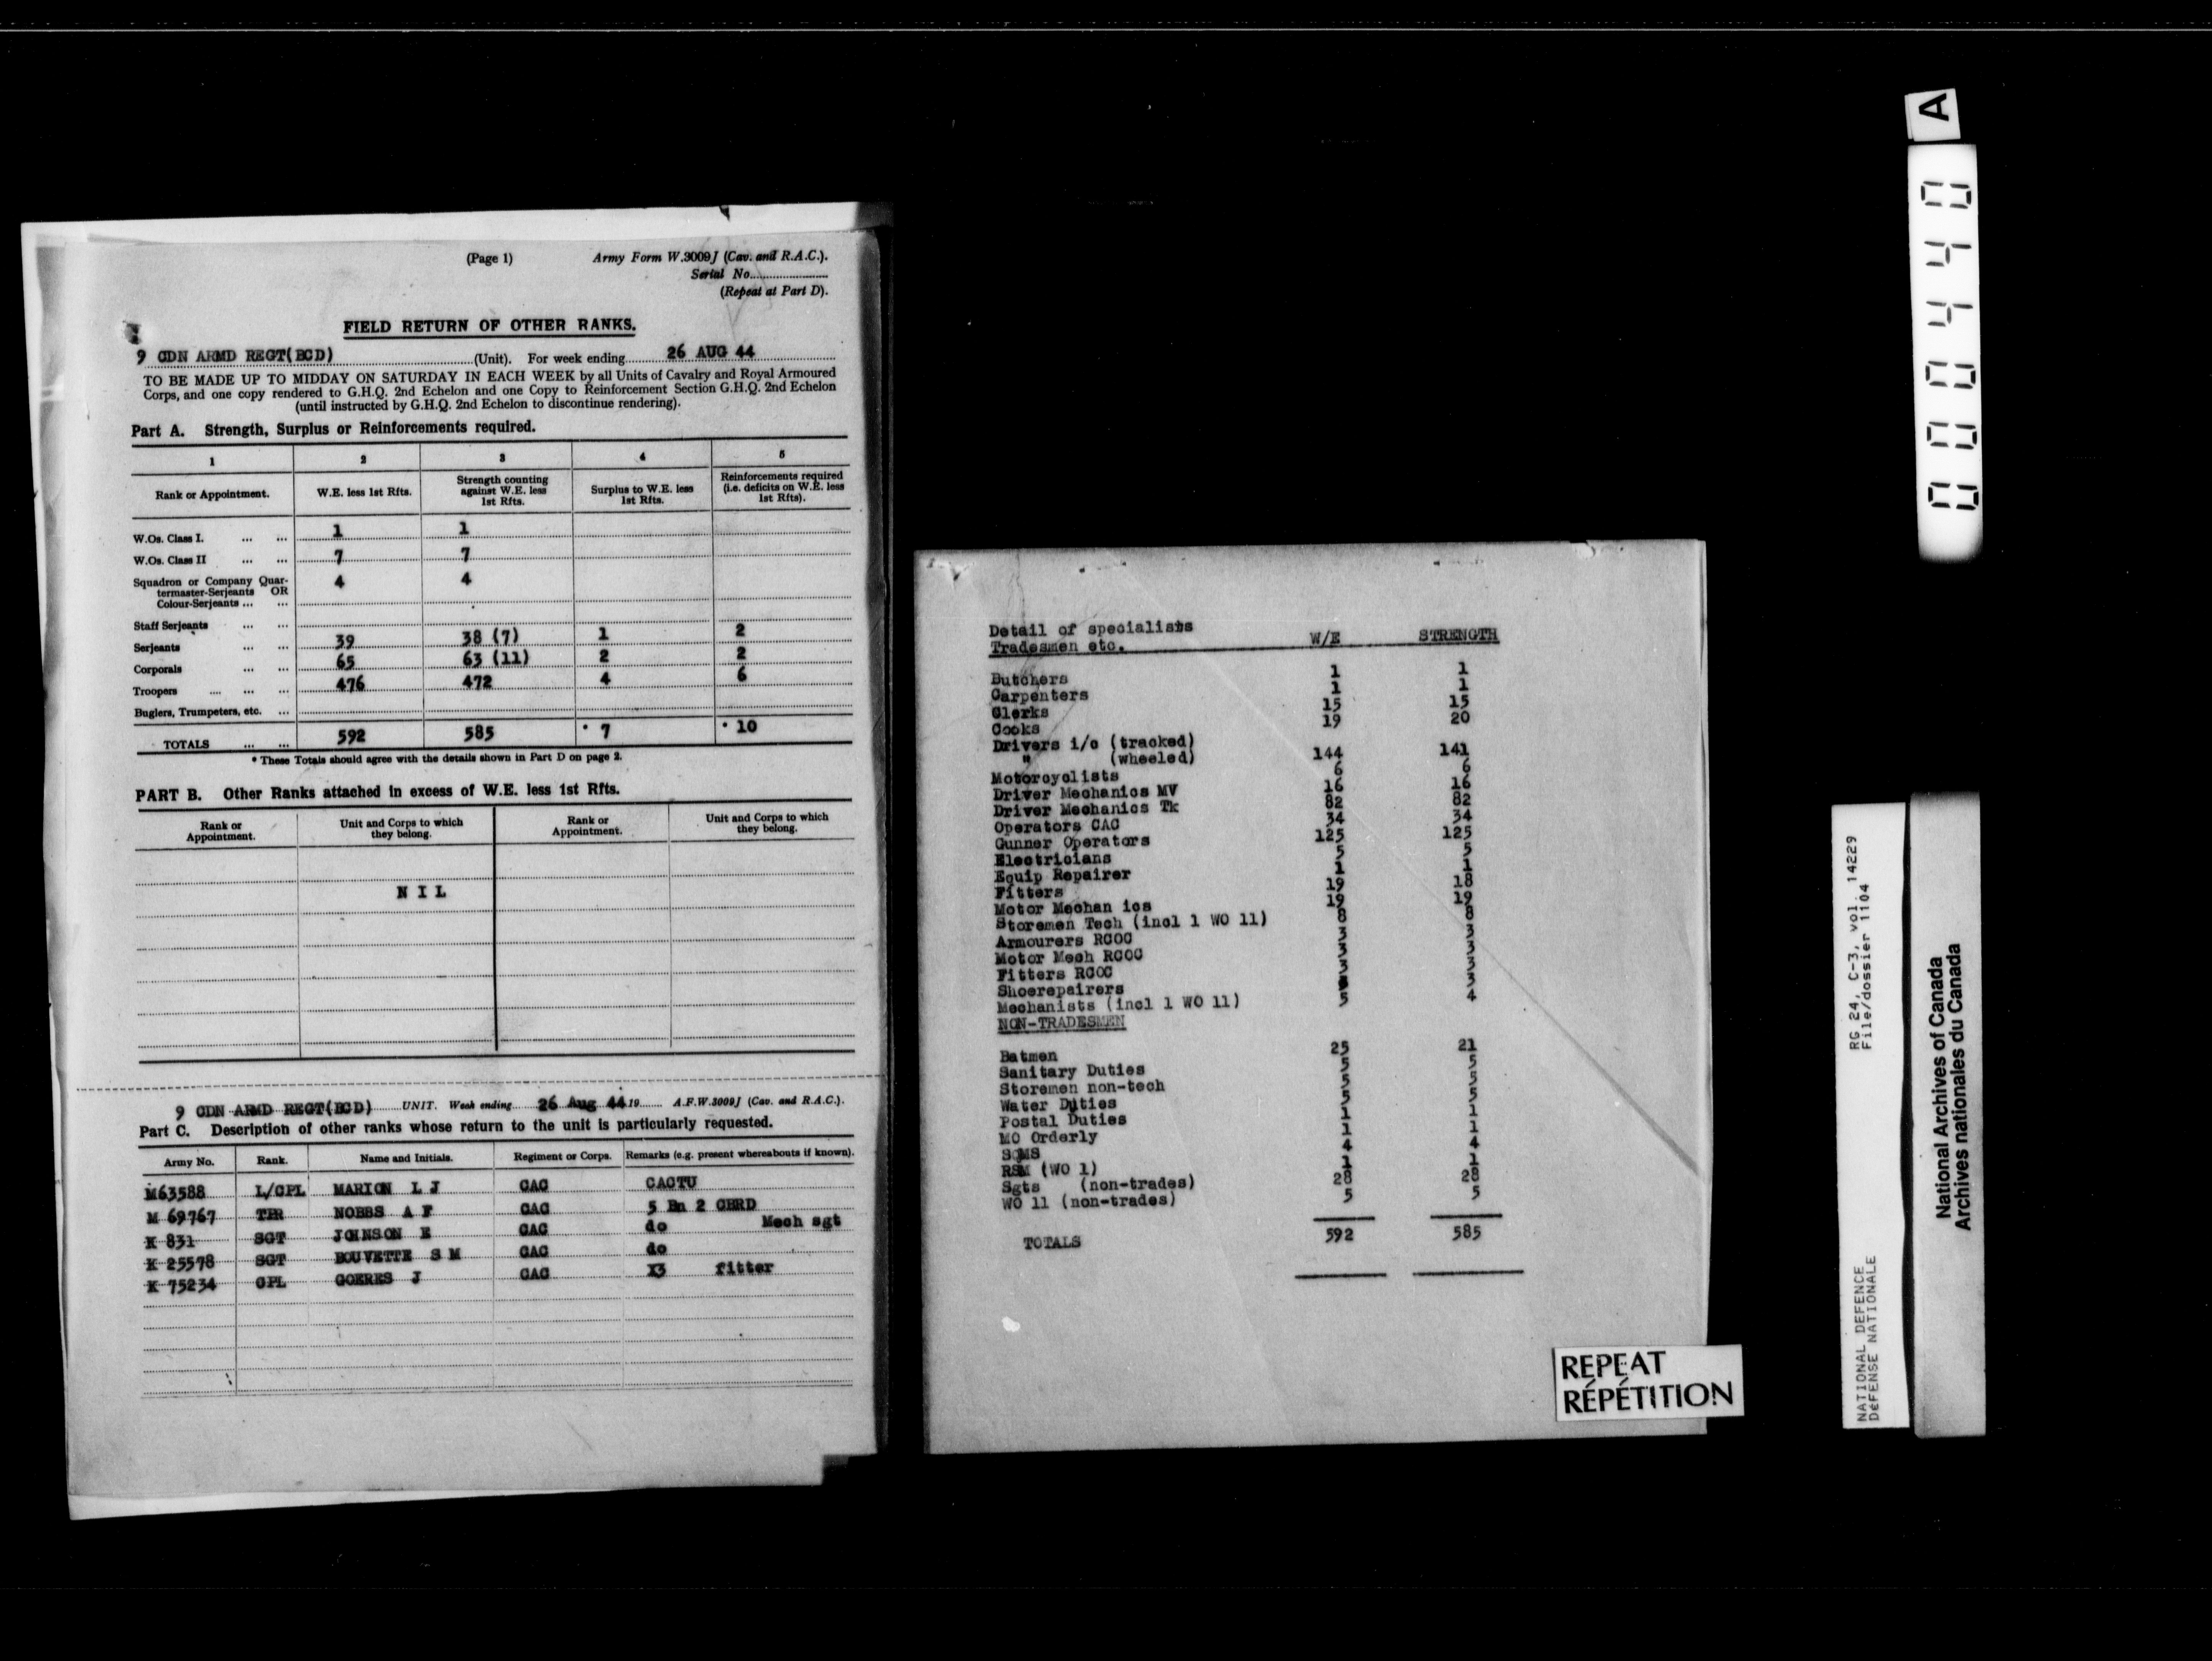 (Page 1) Army Form W.3009J (Cav. and R.A.C.).
Serial No..........
(Repeat at Part D).
FIELD RETURN OF OTHER RANKS.
9 CDN ARMD REGT(BCD) (Unit). For week ending 26 AUG 44
TO BE MADE UP TO MIDDAY ON SATURDAY IN EACH WEEK by all Units of Cavalry and Royal Armoured
Corps, and one copy rendered to G.H.Q. 2nd Echelon and one Copy to Reinforcement Section G.H.Q. 2nd Echelon
(until instructed by G.H.Q. 2nd Echelon to discontinue rendering).
Part A. Strength, Surplus or Reinforcements required.
1 2 3 4 5
Rank or Appointment. W.E. less 1st Rfts. Strength counting against W.E. less 1st Rfts. Surplus to W.E. less 1st Rfts. Reinforcements required (i.e. deficits on W.E. less 1st Rfts).
W.Os. Class I. ... ... 1 1
W.Os. Class II ... ... 7 7
Squadron or Company Quar- 4 4
termaster-Serjeants OR
Colour-Serjeants ... ...
Staff Serjeants ... ...
Serjeants ... ... 39 38 (7) 1 2
Corporals ... ... 65 63 (11) 2 2
Troopers .... ... ... 476 472 4 6
Buglers, Trumpeters, etc. ...
TOTALS ... ... 592 585 * 7 * 10
* These Totals should agree with the details shown in Part D on page 2.
PART B. Other Ranks attached in excess of W.E. less 1st Rfts.
Rank or Appointment. Unit and Corps to which they belong. Rank or Appointment. Unit and Corps to which they belong.
N I L
9 CDN ARMD REGT(BCD) UNIT. Week ending 26 Aug 44 19 A.F.W.3009J (Cav. and R.A.C.).
Part C. Description of other ranks whose return to the unit is particularly requested.
Army No. Rank. Name and Initials. Regiment or Corps. Remarks (e.g. present whereabouts if known).
M63588 L/CPL MARION L J CAC CACTU
M 69767 TPR NOBBS A F CAC 5 Bn 2 CBRD
K 831 SGT JOHNSON E CAC do Mech sgt
K 25578 SGT BOUVETTE S M CAC do
K 75234 CPL GOERES J CAC X3 fitter
Detail of specialists
Tradesmen etc. W/E STRENGTH
Butchers 1 1
Carpenters 1 1
Clerks 15 15
Cooks 19 20
Drivers i/c (tracked)
" (wheeled) 144 141
Motorcyclists 6 6
Driver Mechanics MV 16 16
Driver Mechanics Tk 82 82
Operators CAC 34 34
Gunner Operators 125 125
Electricians 5 5
Equip Repairer 1 1
Fitters 19 18
Motor Mechan ics 19 19
Storemen Tech (incl 1 WO 11) 8 8
Armourers RCOC 3 3
Motor Mech RCOC 3 3
Fitters RCOC 3 3
Shoerepairers 3
Mechanists (incl 1 WO 11) 5 4
NON-TRADESMEN
Batmen 25 21
Sanitary Duties 5 5
Storemen non-tech 5 5
Water Duties 5 5
Postal Duties 1 1
MO Orderly 1 1
SQMS 4 4
RSM (WO 1) 1 1
Sgts (non-trades) 28 28
WO 11 (non-trades) 5 5
TOTALS 592 585
REPEAT
RÉPÉTITION
000440 A
RG 24, C-3, vol. 14229
File/dossier 1104
NATIONAL DEFENCE
DÉFENSE NATIONALE
National Archives of Canada
Archives nationales du Canada